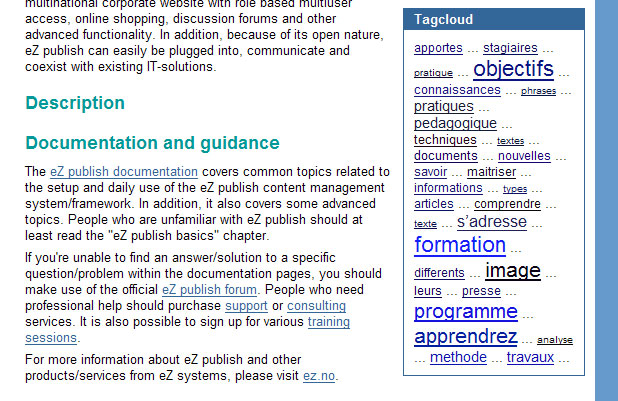 multinational corporate website with role based multiuser
access, online shopping, discussion forums and other
advanced functionality. In addition, because of its open nature,
eZ publish can easily be plugged into, communicate and
coexist with existing IT-solutions.
Description
Documentation and guidance
The eZ publish documentation covers common topics related to
the setup and daily use of the eZ publish content management
system/framework. In addition, it also covers some advanced
topics. People who are unfamiliar with eZ publish should at
least read the "eZ publish basics" chapter.
If you're unable to find an answer/solution to a specific
question/problem within the documentation pages, you should
make use of the official eZ publish forum. People who need
professional help should purchase support or consulting
services. It is also possible to sign up for various training
sessions.
For more information about eZ publish and other
products/services from eZ systems, please visit ez.no.
Tagcloud
apportes ... stagiaires ...
pratique ... objectifs ...
connaissances ... phrases ...
pratiques ...
pedagogique ...
techniques ... textes ...
documents ... nouvelles ...
savoir ... maitriser ...
informations ... types ...
articles ... comprendre ...
texte ... s'adresse ...
formation ...
differents ... image ...
leurs ... presse ...
programme ...
apprendrez ... analyse
... methode ... travaux ...